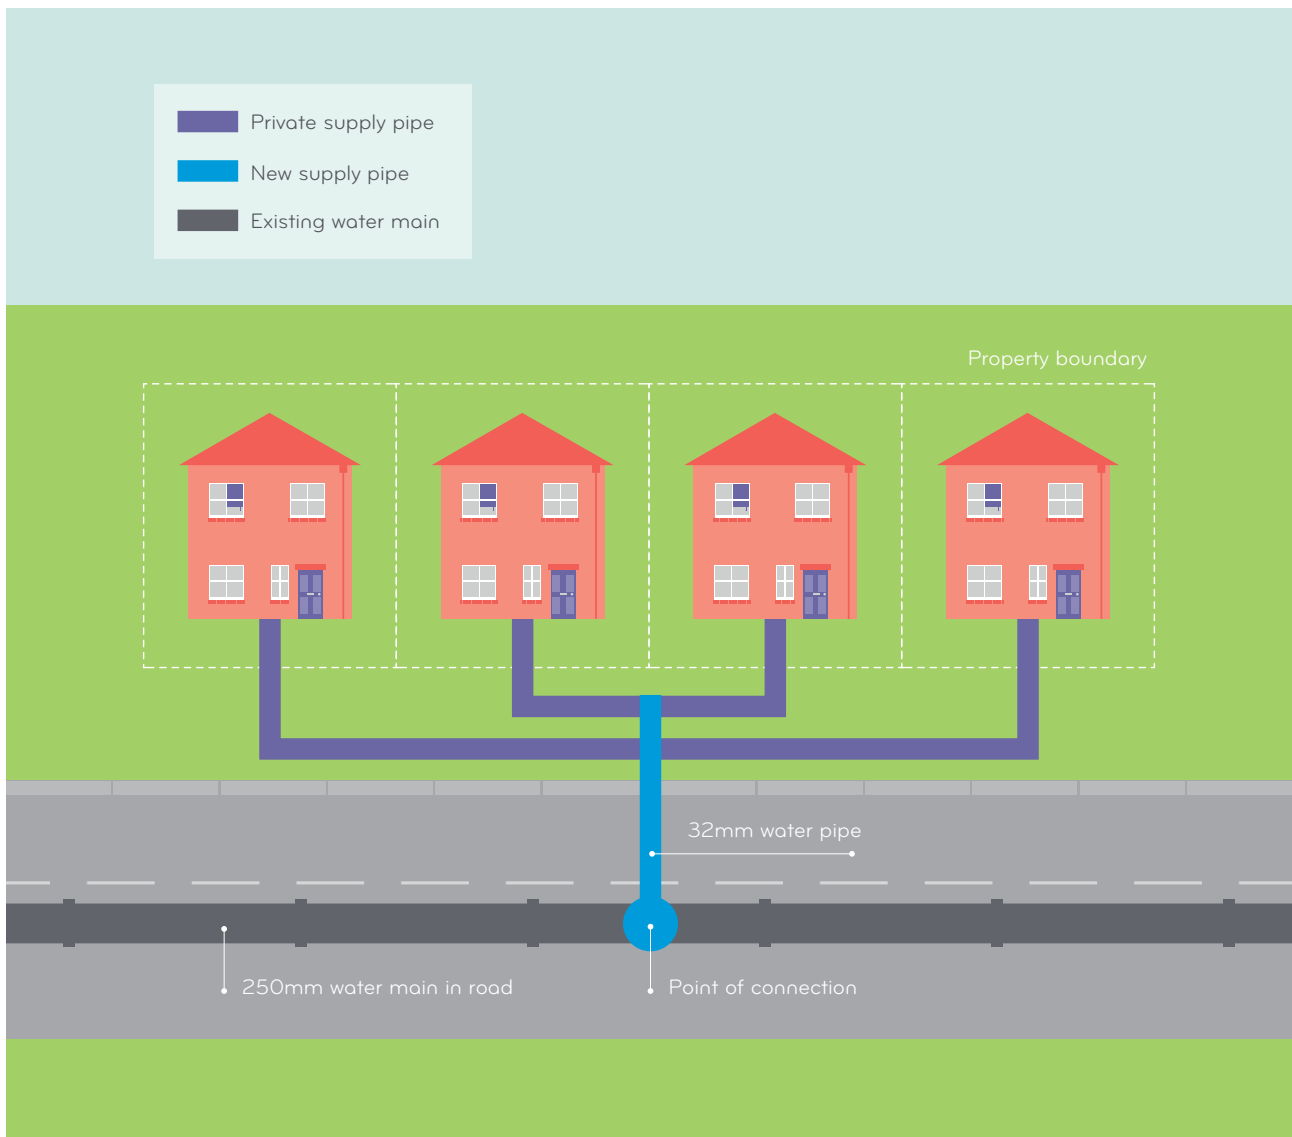 Private supply pipe
New supply pipe
Existing water main
Property boundary
32mm water pipe
250mm water main in road
Point of connection